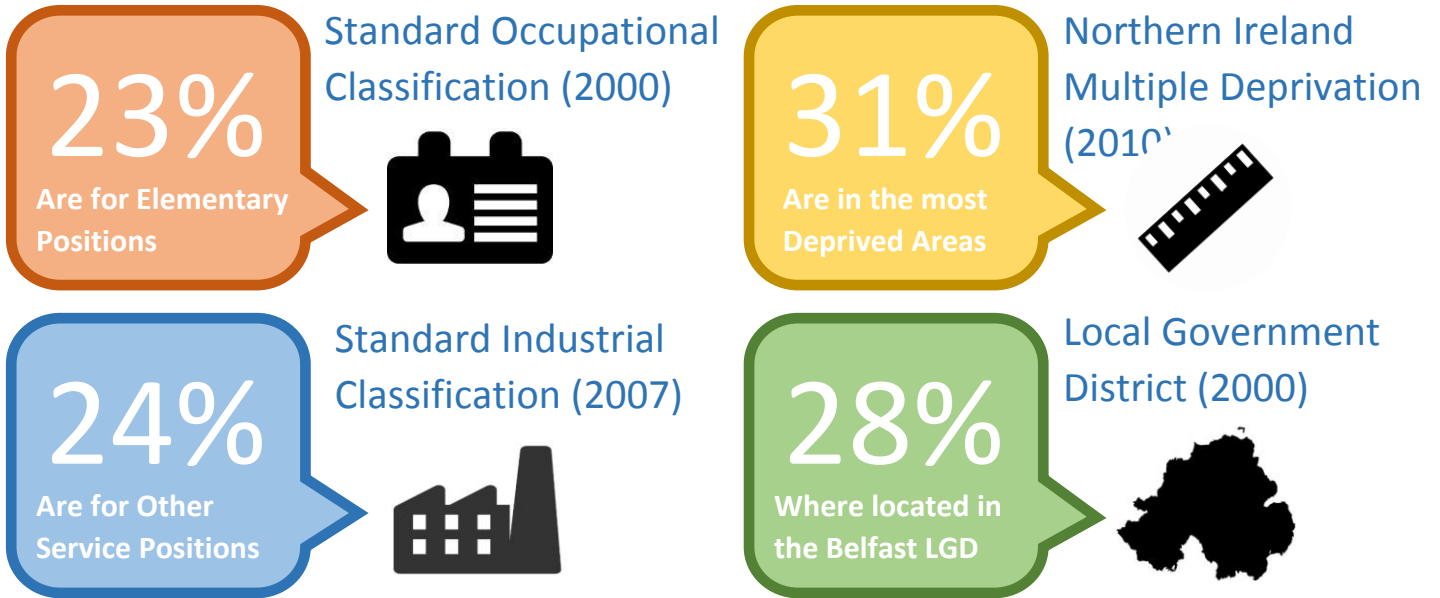 23%
Are for Elementary
Positions
Standard Occupational
Classification (2000)
31%
Are in the most
Deprived Areas
Northern Ireland
Multiple Deprivation
(2010)
24%
Are for Other
Service Positions
Standard Industrial
Classification (2007)
28%
Where located in
the Belfast LGD
Local Government
District (2000)